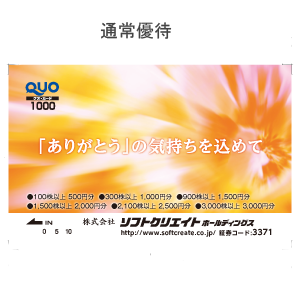 通常優待
QUO
クオ・カード
1000
「ありがとう」の気持ちを込めて
●100株以上 500円分 ●300株以上 1,000円分 ●900株以上 1,500円分
●1,500株以上 2,000円分 ●2,100株以上 2,500円分 ●3,000株以上 3,000円分
IN 株式会社 ソフトクリエイトホールディングス
0 5 10 http://www.softcreate.co.jp/ 証券コード:3371